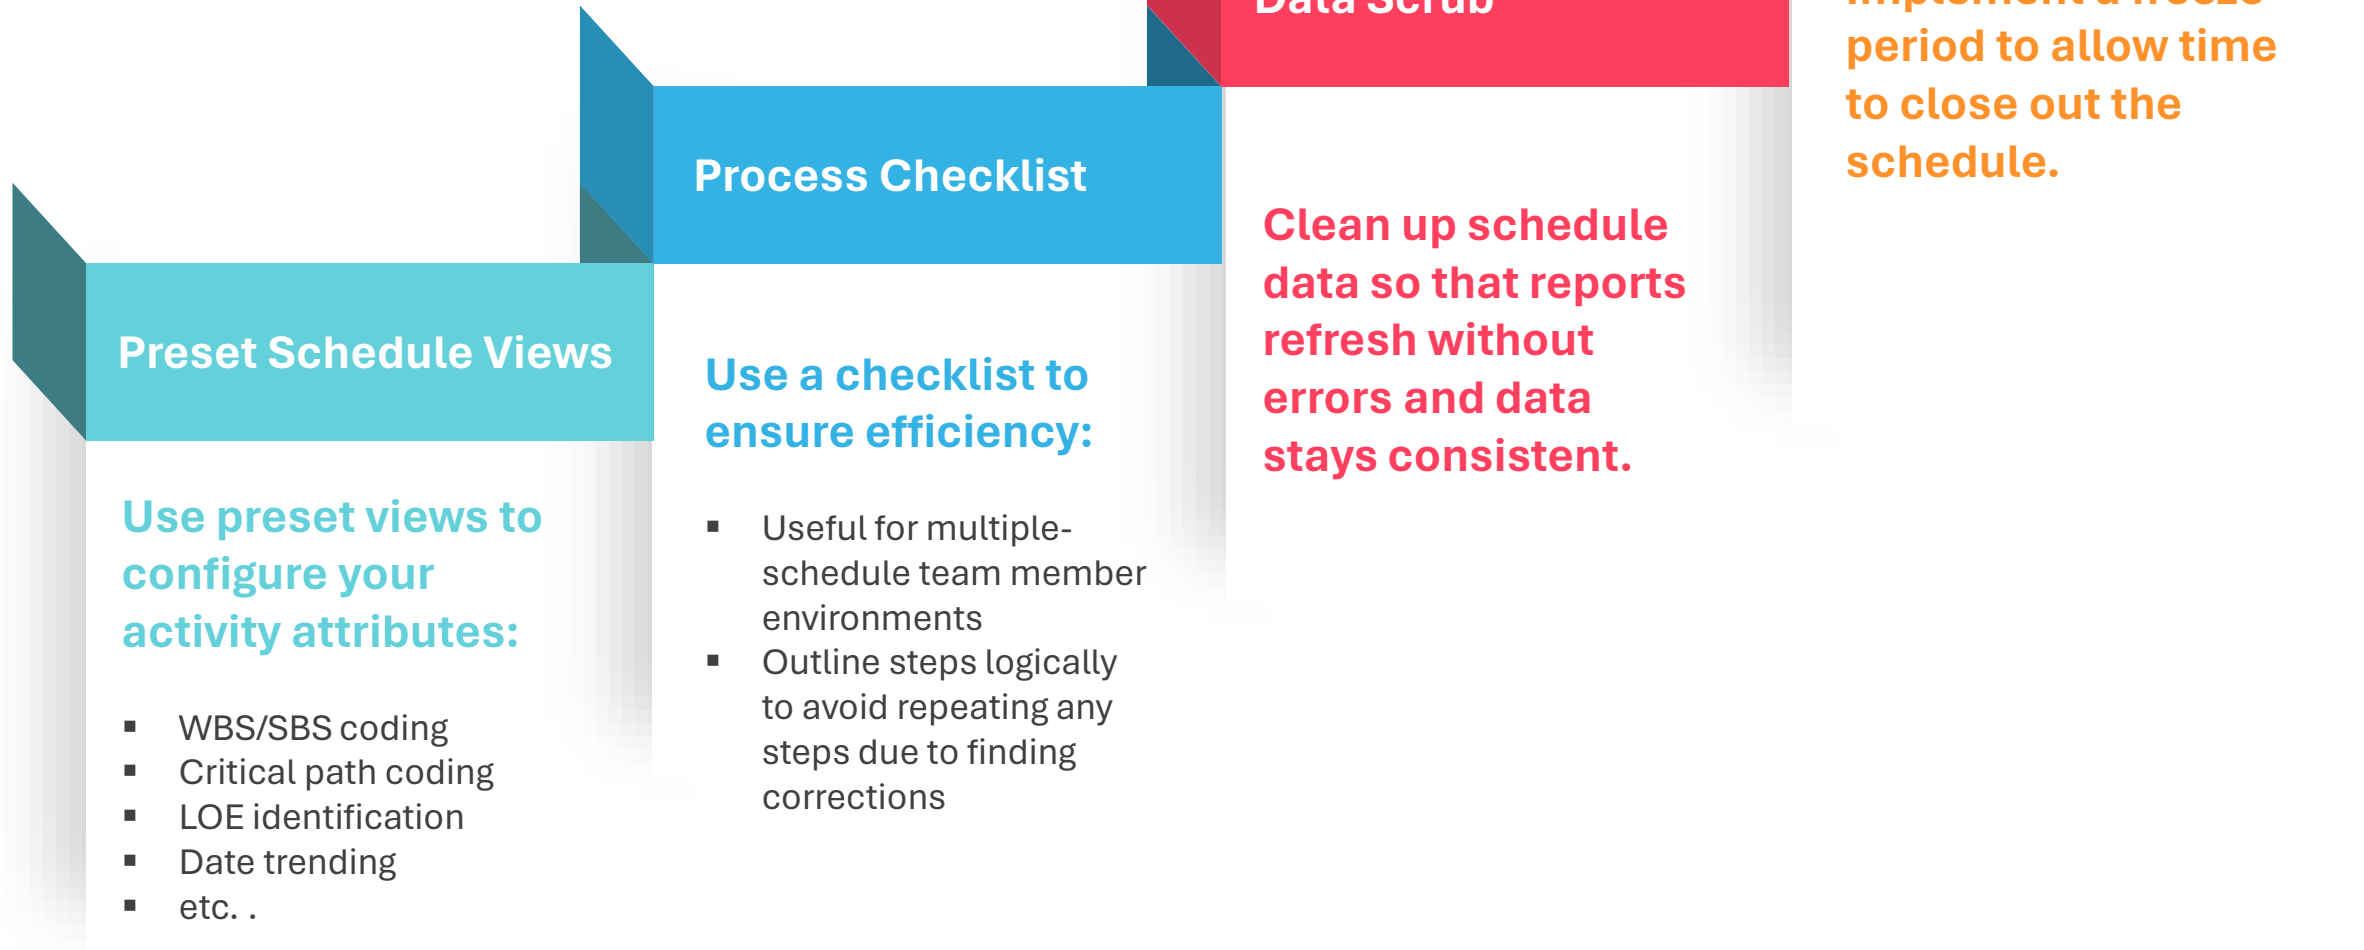 Preset Schedule Views
Use preset views to
configure your
activity attributes:
▪ WBS/SBS coding
▪ Critical path coding
▪ LOE identification
▪ Date trending
▪ etc. .
Process Checklist
Use a checklist to
ensure efficiency:
▪ Useful for multiple-
schedule team member
environments
▪ Outline steps logically
to avoid repeating any
steps due to finding
corrections
Data Scrub
Clean up schedule
data so that reports
refresh without
errors and data
stays consistent.
Implement a freeze
period to allow time
to close out the
schedule.